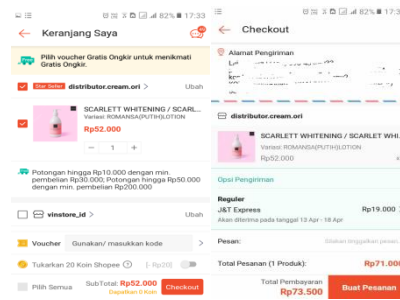 82% 17:33
Keranjang Saya
Pilih voucher Gratis Ongkir untuk menikmati
Gratis Ongkir.
Star Seller distributor.cream.ori > Ubah
SCARLETT WHITENING / SCARL...
Variasi: ROMANSA(PUTIH)LOTION
Rp52.000
− 1 +
Potongan hingga Rp10.000 dengan min.
pembelian Rp30.000; Potongan hingga Rp50.000
dengan min. pembelian Rp200.000
vinstore_id > Ubah
Voucher Gunakan/ masukkan kode >
Tukarkan 20 Koin Shopee [-Rp20]
Pilih Semua SubTotal: Rp52.000 Checkout
Dapatkan 0 Koin
82% 17:33
Checkout
Alamat Pengiriman
distributor.cream.ori
SCARLETT WHITENING / SCARLET WHI...
Variasi: ROMANSA(PUTIH)LOTION
Rp52.000
Opsi Pengiriman
Reguler
J&T Express Rp19.000
Akan diterima pada tanggal 13 Apr - 18 Apr
Pesan: Silakan tinggalkan pesan.
Total Pesanan (1 Produk): Rp71.000
Total Pembayaran
Rp73.500
Buat Pesanan